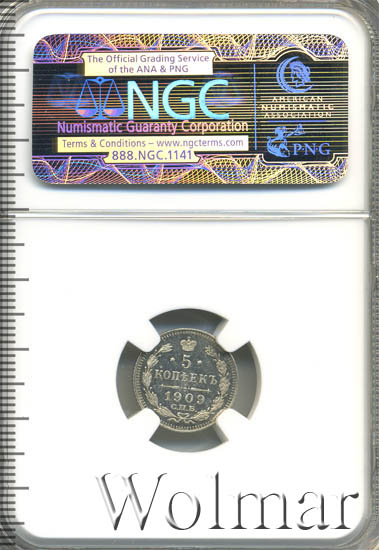 The Official Grading Service
of the ANA & PNG
NGC
Numismatic Guaranty Corporation
Terms & Conditions – www.ngcterms.com
888.NGC.1141
AMERICAN
NUMISMATIC
ASSOCIATION
PNG
5
КОПѢЕКЪ
1909
С.П.Б.
Wolmar